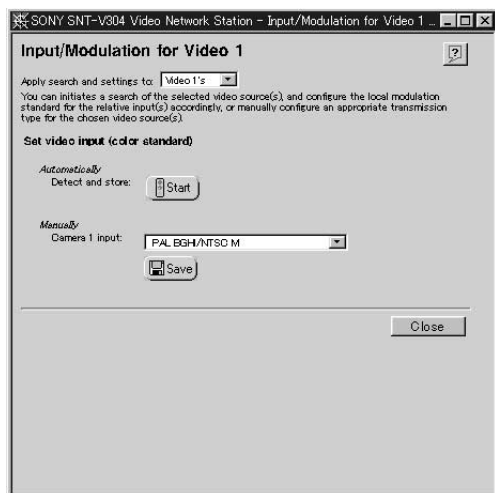 SONY SNT-V304 Video Network Station - Input/Modulation for Video 1 ...
Input/Modulation for Video 1
?
Apply search and settings to: Video 1's
You can initiates a search of the selected video source(s), and configure the local modulation
standard for the relative input(s) accordingly, or manually configure an appropriate transmission
type for the chosen video source(s).
Set video input (color standard)
Automatically
Detect and store:
Start
Manually
Camera 1 input:
PAL BGHI/NTSC M
Save
Close